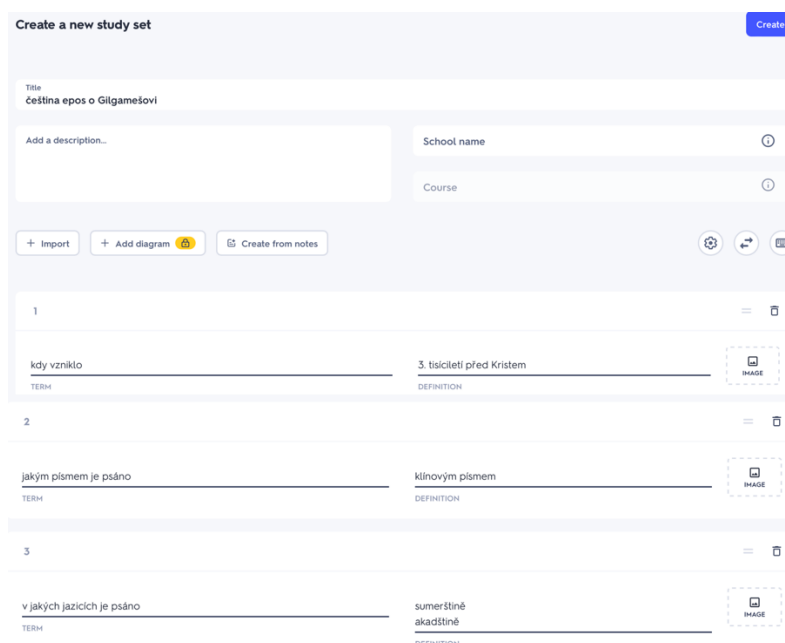 Create a new study set
Create
Title
čeština epos o Gilgamešovi
Add a description...
School name
Course
+ Import
+ Add diagram
Create from notes
1
kdy vzniklo
3. tisíciletí před Kristem
IMAGE
TERM
DEFINITION
2
jakým písmem je psáno
klínovým písmem
IMAGE
TERM
DEFINITION
3
v jakých jazicích je psáno
sumerštině
akadštině
IMAGE
TERM
DEFINITION